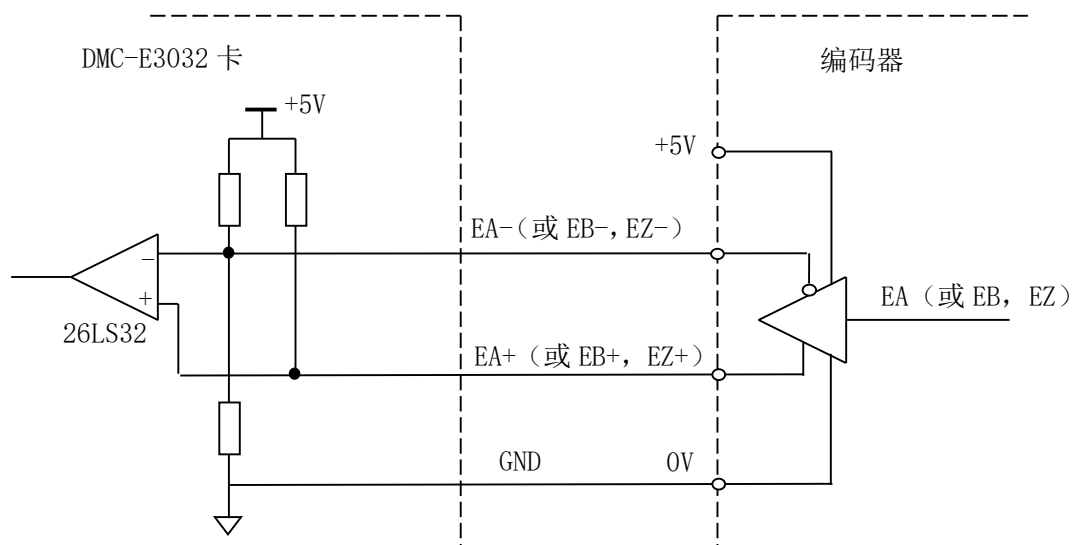 DMC-E3032 卡
编码器
+5V
+5V
EA-(或 EB-,EZ-)
−
+
26LS32
EA(或 EB,EZ)
EA+(或 EB+,EZ+)
GND
0V